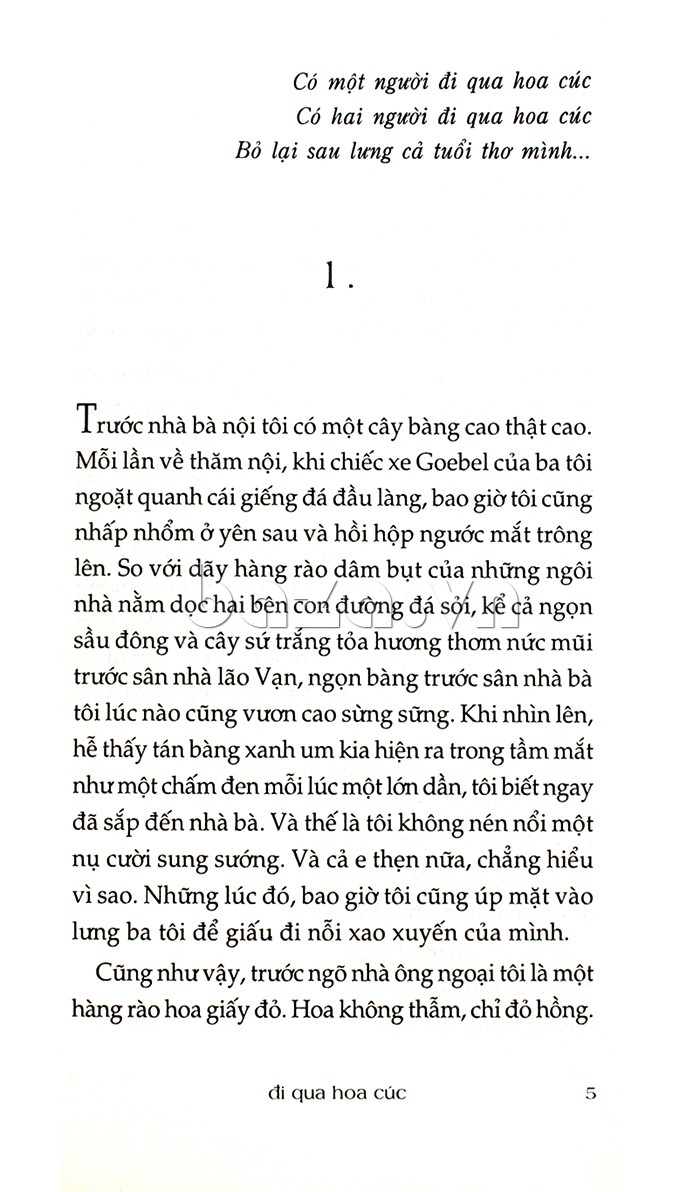 Có một người đi qua hoa cúc
Có hai người đi qua hoa cúc
Bỏ lại sau lưng cả tuổi thơ mình...
1.
Trước nhà bà nội tôi có một cây bàng cao thật cao.
Mỗi lần về thăm nội, khi chiếc xe Goebel của ba tôi
ngoặt quanh cái giếng đá đầu làng, bao giờ tôi cũng
nhấp nhổm ở yên sau và hồi hộp ngước mắt trông
lên. So với dãy hàng rào dâm bụt của những ngôi
nhà nằm dọc hai bên con đường đá sỏi, kể cả ngọn
sầu đông và cây sứ trắng tỏa hương thơm nức mũi
trước sân nhà lão Vạn, ngọn bàng trước sân nhà bà
tôi lúc nào cũng vươn cao sừng sững. Khi nhìn lên,
hễ thấy tán bàng xanh um kia hiện ra trong tầm mắt
như một chấm đen mỗi lúc một lớn dần, tôi biết ngay
đã sắp đến nhà bà. Và thế là tôi không nén nổi một
nụ cười sung sướng. Và cả e thẹn nữa, chẳng hiểu
vì sao. Những lúc đó, bao giờ tôi cũng úp mặt vào
lưng ba tôi để giấu đi nỗi xao xuyến của mình.
Cũng như vậy, trước ngõ nhà ông ngoại tôi là một
hàng rào hoa giấy đỏ. Hoa không thẫm, chỉ đỏ hồng.
đi qua hoa cúc 5
baza.vn